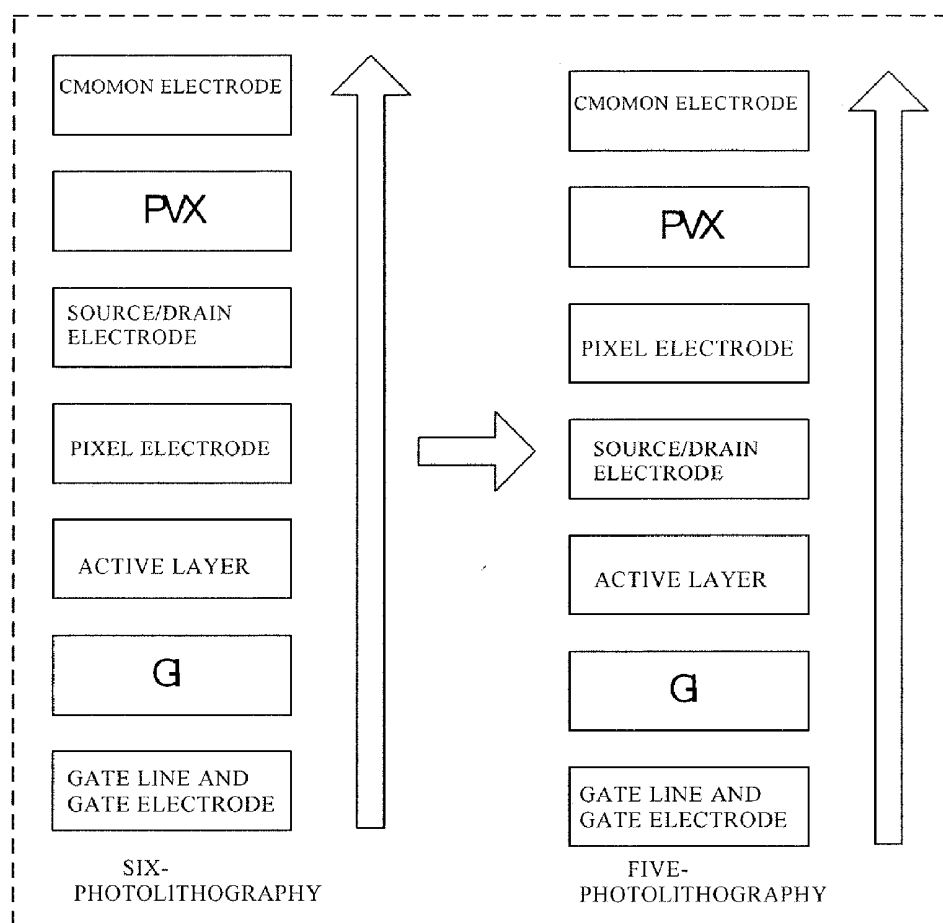 CMOMON ELECTRODE
PVX
SOURCE/DRAIN
ELECTRODE
PIXEL ELECTRODE
ACTIVE LAYER
GI
GATE LINE AND
GATE ELECTRODE
SIX-
PHOTOLITHOGRAPHY
CMOMON ELECTRODE
PVX
PIXEL ELECTRODE
SOURCE/DRAIN
ELECTRODE
ACTIVE LAYER
GI
GATE LINE AND
GATE ELECTRODE
FIVE-
PHOTOLITHOGRAPHY